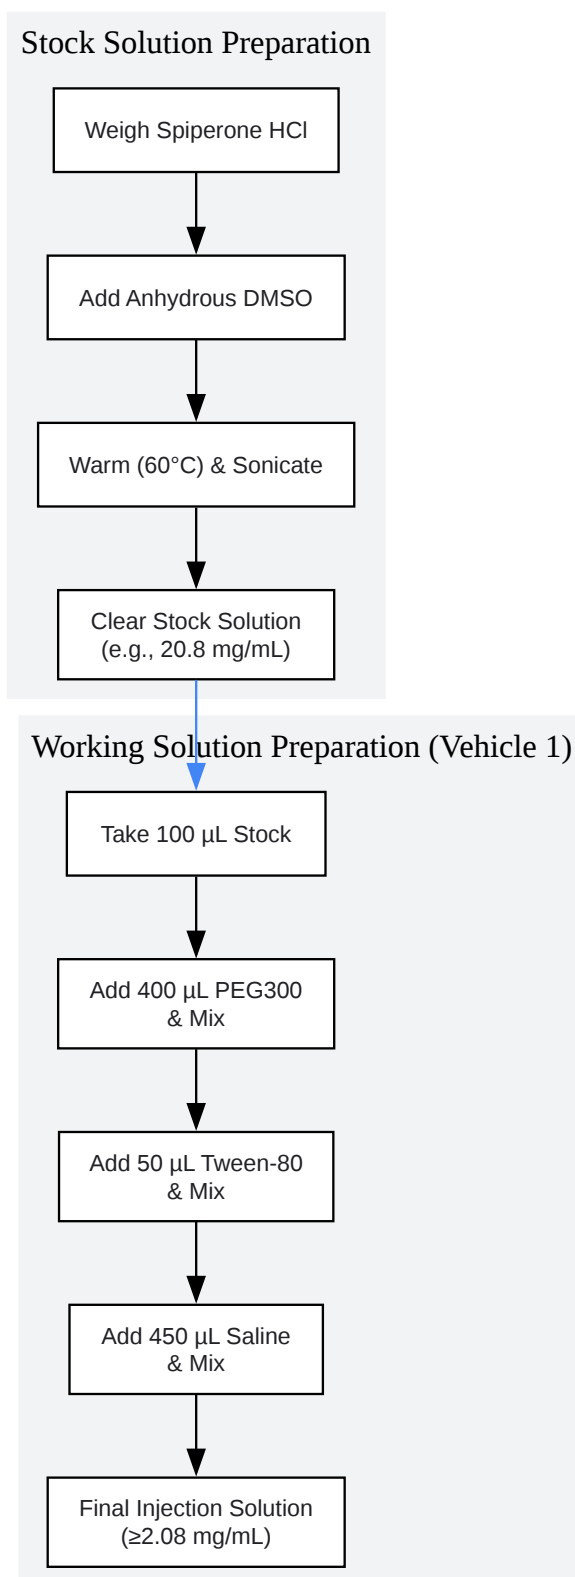 Stock Solution Preparation
Weigh Spiperone HCl
Add Anhydrous DMSO
Warm (60°C) & Sonicate
Clear Stock Solution
(e.g., 20.8 mg/mL)
Working Solution Preparation (Vehicle 1)
Take 100 µL Stock
Add 400 µL PEG300
& Mix
Add 50 µL Tween-80
& Mix
Add 450 µL Saline
& Mix
Final Injection Solution
(≥2.08 mg/mL)